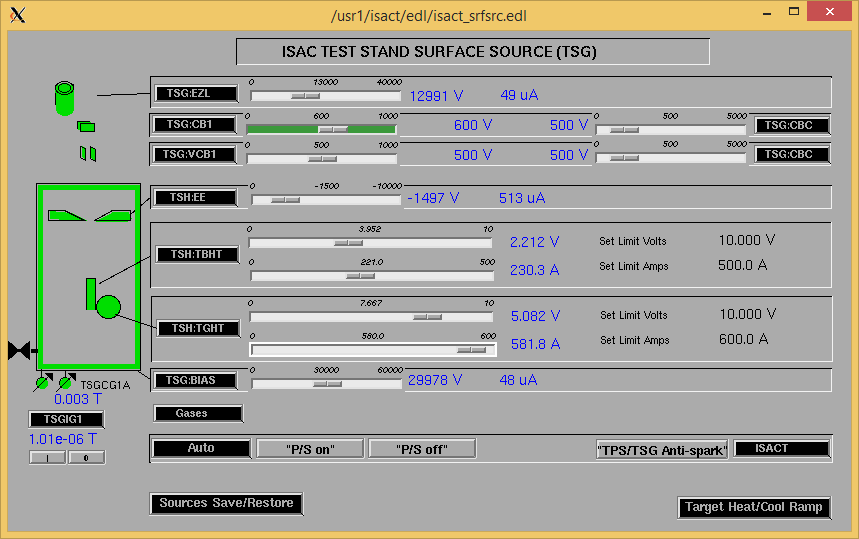 /usr1/isact/edl/isact_srfsrc.edl
ISAC TEST STAND SURFACE SOURCE (TSG)
0 13000 40000
TSG:EZL 12991 V 49 uA
0 600 1000 0 500 5000
TSG:CB1 600 V 500 V TSG:CBC
0 500 1000 0 500 5000
TSG:VCB1 500 V 500 V TSG:CBC
0 -1500 -10000
TSH:EE -1497 V 513 uA
0 3.952 10
2.212 V Set Limit Volts 10.000 V
TSH:TBHT
0 221.0 500
230.3 A Set Limit Amps 500.0 A
0 7.667 10
5.082 V Set Limit Volts 10.000 V
TSH:TGHT
0 580.0 600
581.8 A Set Limit Amps 600.0 A
0 30000 60000
TSG:BIAS 29978 V 48 uA
TSGCG1A
0.003 T
Gases
TSGIG1
1.01e-06 T
I 0
Auto "P/S on" "P/S off" "TPS/TSG Anti-spark" ISACT
Sources Save/Restore Target Heat/Cool Ramp